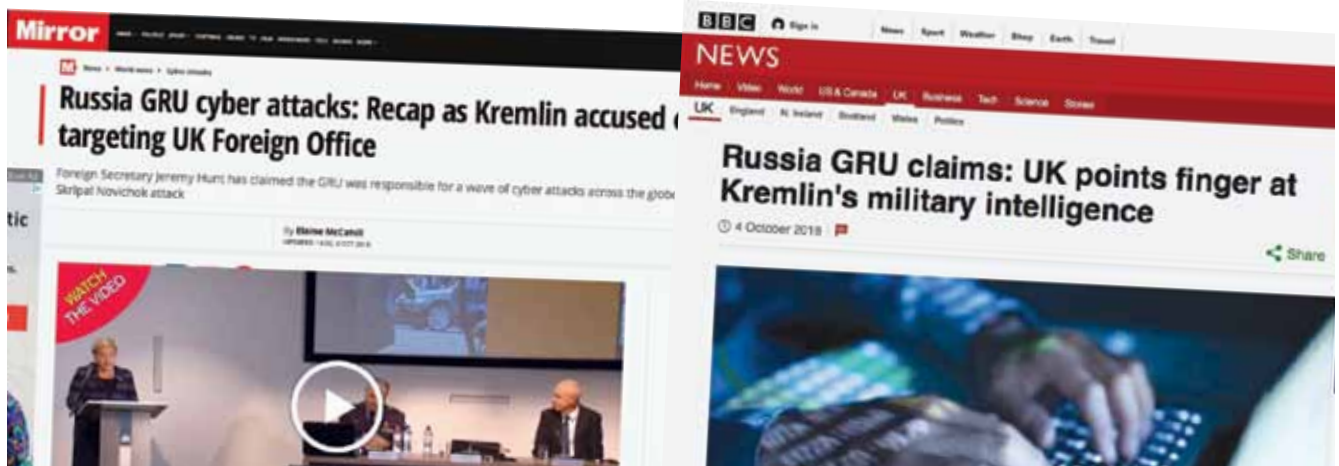 Mirror
News › World news › Cyber attacks
Russia GRU cyber attacks: Recap as Kremlin accused
targeting UK Foreign Office
Foreign Secretary Jeremy Hunt has claimed the GRU was responsible for a wave of cyber attacks across the globe
Skripal Novichok attack
By Elaine McCahill
tic
WATCH
THE VIDEO
BBC Sign in News Sport Weather Shop Earth Travel
NEWS
Home Video World US & Canada UK Business Tech Science Stories
UK England N. Ireland Scotland Wales Politics
Russia GRU claims: UK points finger at
Kremlin's military intelligence
4 October 2018
Share